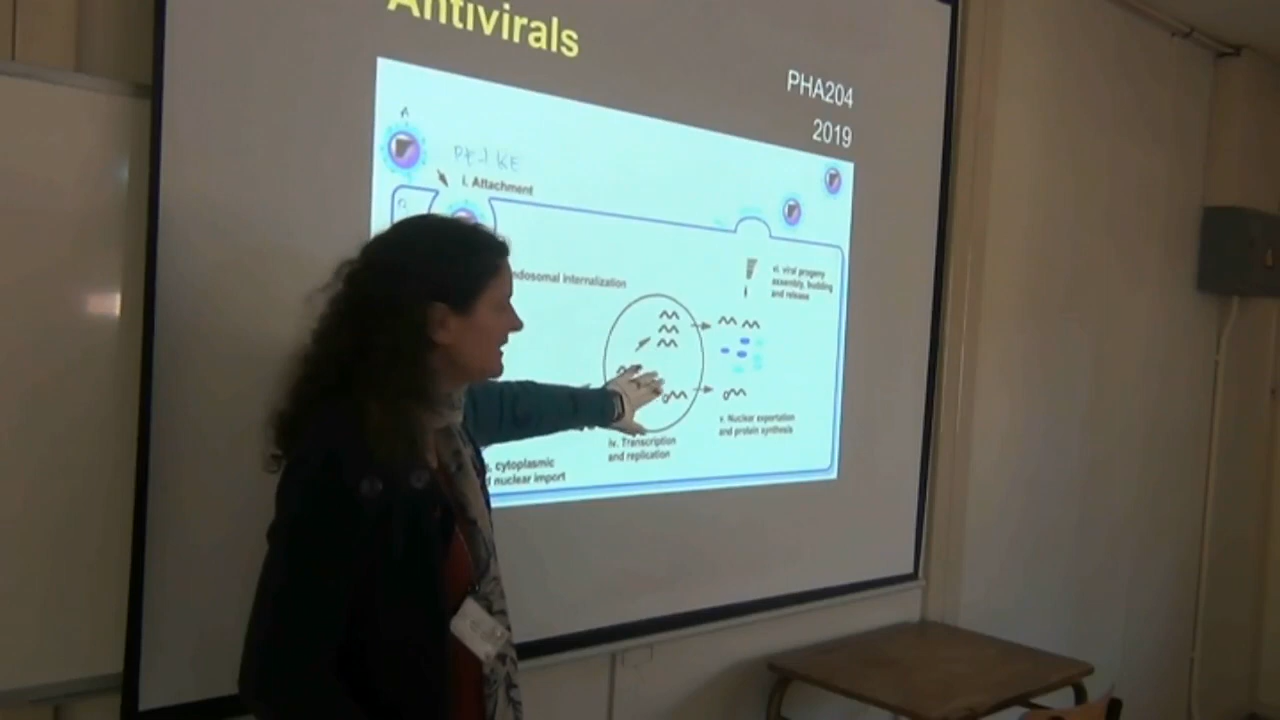 Antivirals
PHA204
2019
i. Attachment
endosomal internalization
vi. viral progeny
assembly, budding
and release
iv. Transcription
and replication
v. Nuclear exportation
and protein synthesis
cytoplasmic
nuclear import